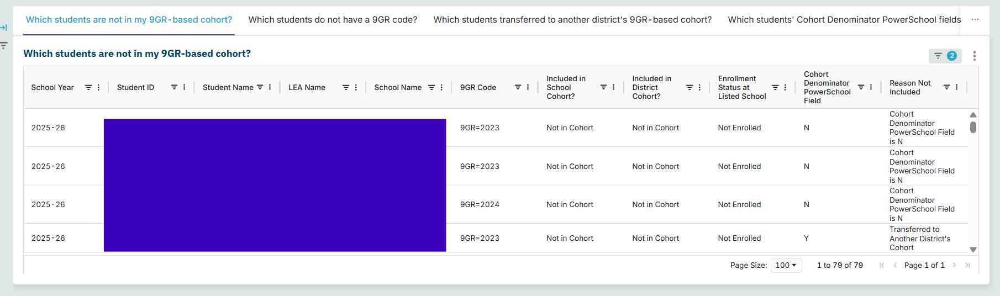 Which students are not in my 9GR-based cohort? Which students do not have a 9GR code? Which students transferred to another district's 9GR-based cohort? Which students' Cohort Denominator PowerSchool fields ...
Which students are not in my 9GR-based cohort?
2
School Year Student ID Student Name LEA Name School Name 9GR Code Included in School Cohort? Included in District Cohort? Enrollment Status at Listed School Cohort Denominator PowerSchool Field Reason Not Included
2025-26 9GR=2023 Not in Cohort Not in Cohort Not Enrolled N Cohort Denominator PowerSchool Field is N
2025-26 9GR=2023 Not in Cohort Not in Cohort Not Enrolled N Cohort Denominator PowerSchool Field is N
2025-26 9GR=2024 Not in Cohort Not in Cohort Not Enrolled N Cohort Denominator PowerSchool Field is N
2025-26 9GR=2023 Not in Cohort Not in Cohort Not Enrolled Y Transferred to Another District's Cohort
Page Size: 100 1 to 79 of 79 Page 1 of 1